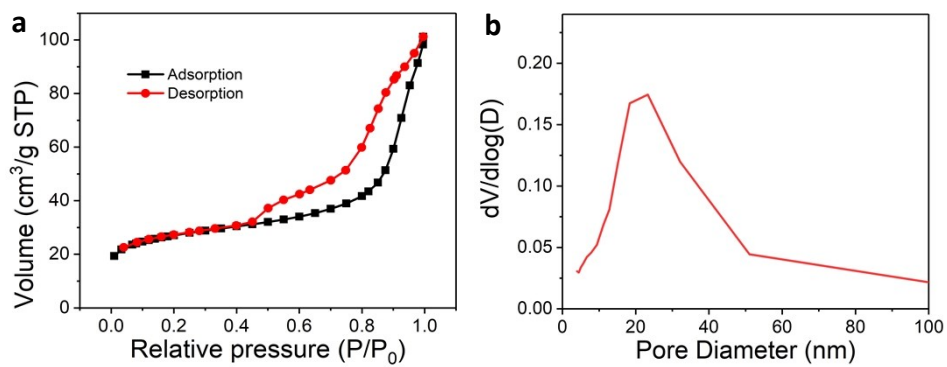 a
Volume (cm³/g STP)
100
80
60
40
20
0
Adsorption
Desorption
0.0 0.2 0.4 0.6 0.8 1.0
Relative pressure (P/P₀)
b
dV/dlog(D)
0.20
0.15
0.10
0.05
0.00
0 20 40 60 80 100
Pore Diameter (nm)